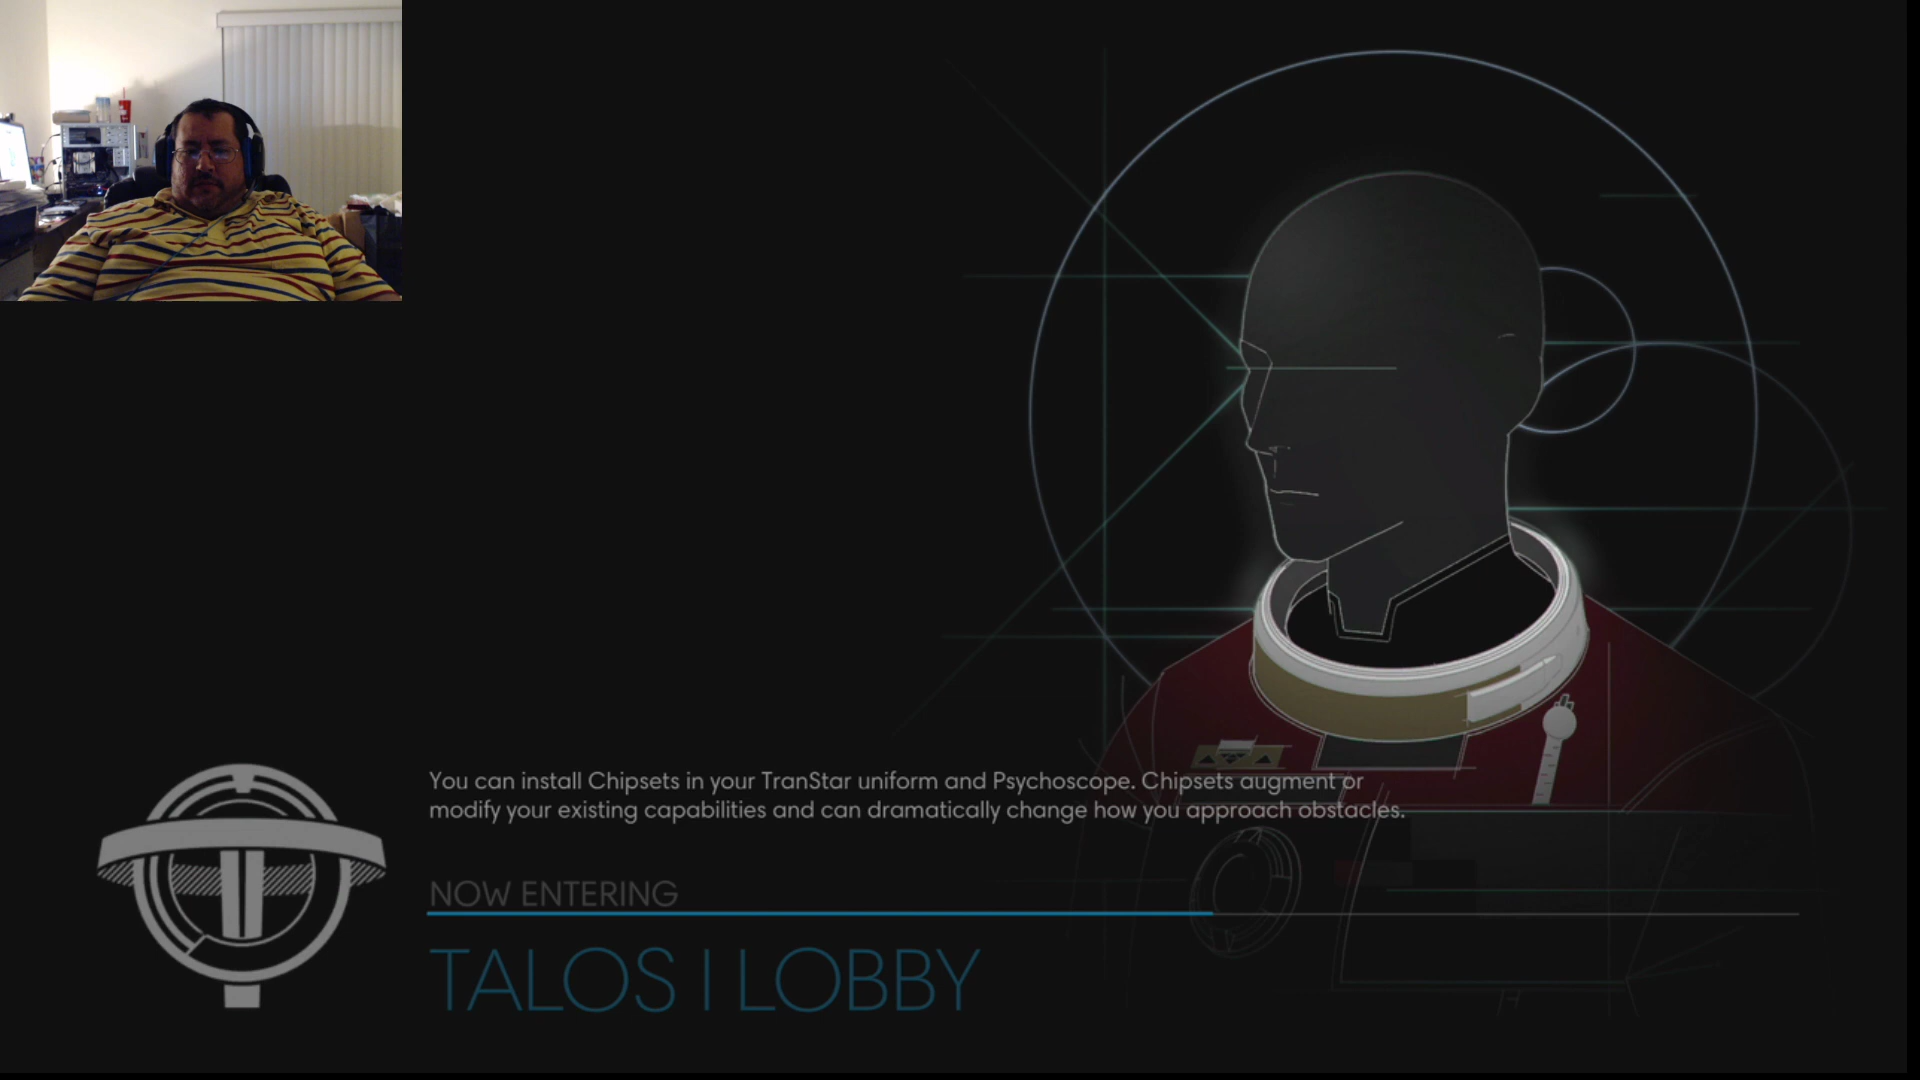 You can install Chipsets in your TranStar uniform and Psychoscope. Chipsets augment or
modify your existing capabilities and can dramatically change how you approach obstacles.
NOW ENTERING
TALOS I LOBBY